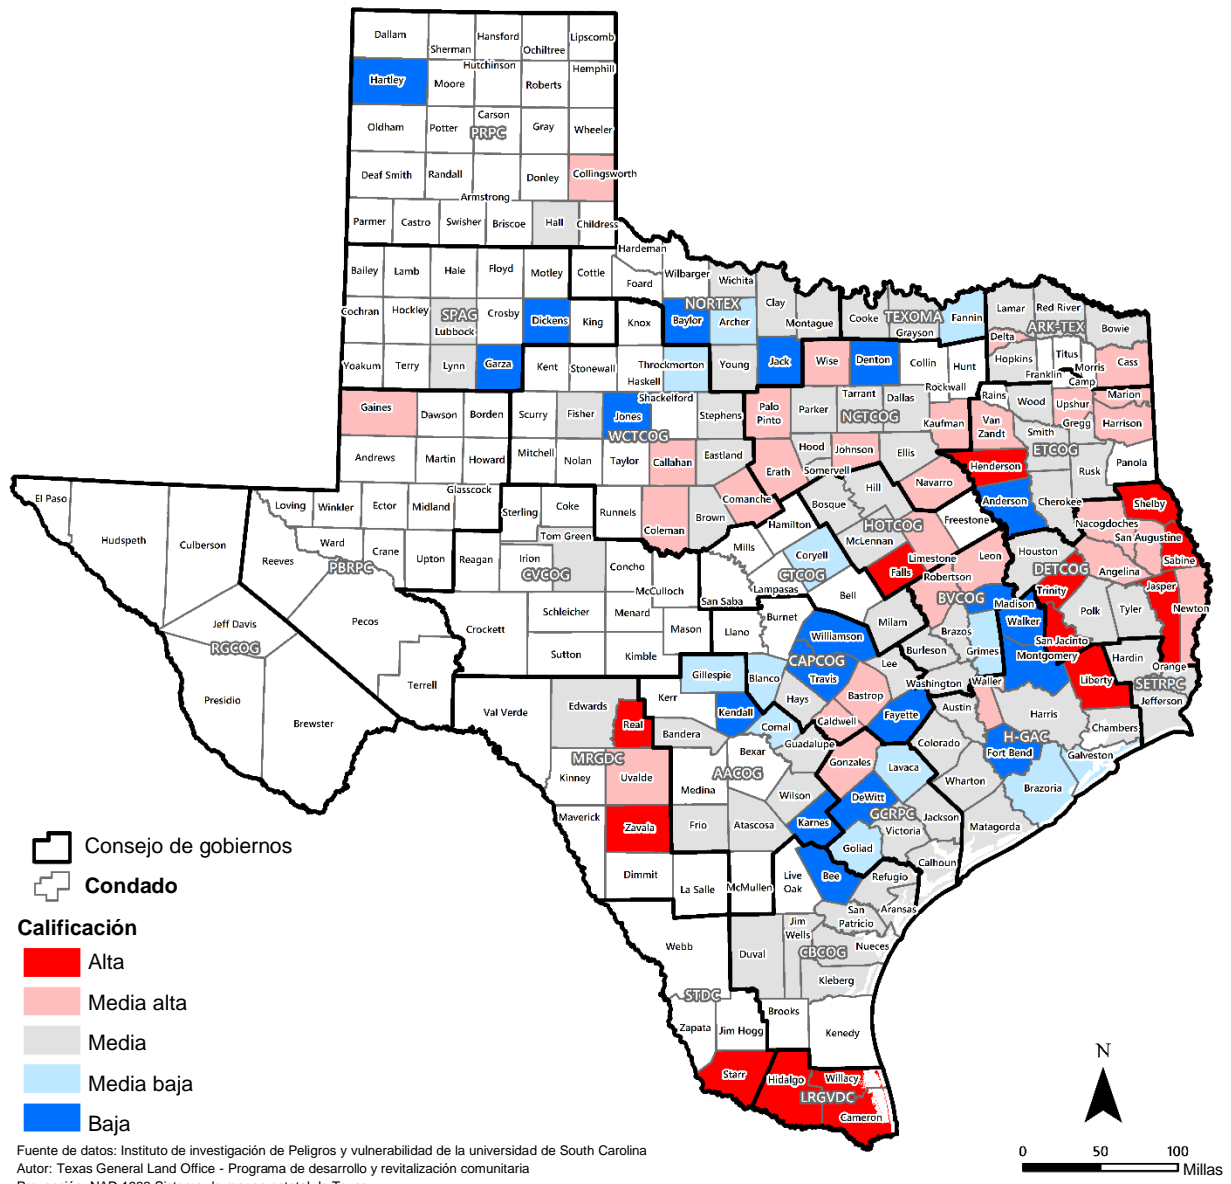 Dallam
Sherman
Hansford
Ochiltree
Lipscomb
Hartley
Moore
Hutchinson
Roberts
Hemphill
Oldham
Potter
Carson
PRPC
Gray
Wheeler
Deaf Smith
Randall
Armstrong
Donley
Collingsworth
Parmer
Castro
Swisher
Briscoe
Hall
Childress
Bailey
Lamb
Hale
Floyd
Motley
Cottle
Hardeman
Foard
Wilbarger
Wichita
NORTEX
Cochran
Hockley
SPAG
Lubbock
Crosby
Dickens
King
Knox
Baylor
Archer
Clay
Montague
Cooke
TEXOMA
Grayson
Fannin
Lamar
Red River
ARK-TEX
Bowie
Delta
Yoakum
Terry
Lynn
Garza
Kent
Stonewall
Haskell
Throckmorton
Young
Jack
Wise
Denton
Collin
Hunt
Rockwall
Hopkins
Franklin
Titus
Morris
Camp
Cass
Gaines
Dawson
Borden
Scurry
Fisher
Jones
Shackelford
WCTCOG
Stephens
Palo
Pinto
Parker
Tarrant
Dallas
NCTCOG
Kaufman
Rains
Van
Zandt
Wood
Upshur
Marion
Gregg
Harrison
Smith
ETCOG
Andrews
Martin
Howard
Mitchell
Nolan
Taylor
Callahan
Eastland
Erath
Hood
Somervell
Johnson
Ellis
Navarro
Henderson
Rusk
Panola
El Paso
Hudspeth
Culberson
Loving
Winkler
Ector
Midland
Glasscock
Sterling
Coke
Runnels
Coleman
Brown
Comanche
Hamilton
Bosque
Hill
HOTCOG
McLennan
Freestone
Anderson
Cherokee
Nacogdoches
Shelby
San Augustine
Sabine
Reeves
Ward
Crane
Upton
PBRPC
Reagan
Irion
Tom Green
CVCOG
Concho
McCulloch
Mills
San Saba
Lampasas
Coryell
CTCOG
Bell
Falls
Limestone
Robertson
Leon
Houston
DETCOG
Angelina
Trinity
Jasper
Newton
Polk
Tyler
Jeff Davis
RGCOG
Pecos
Crockett
Schleicher
Menard
Mason
Sutton
Kimble
Llano
Burnet
Williamson
Milam
BVCOG
Brazos
Burleson
Madison
Walker
Grimes
San Jacinto
Montgomery
Hardin
Orange
SETRPC
Liberty
Jefferson
Presidio
Brewster
Terrell
Val Verde
Edwards
Real
Kerr
Bandera
Gillespie
Kendall
Blanco
Comal
CAPCOG
Travis
Hays
Bastrop
Lee
Washington
Waller
Austin
Fayette
Caldwell
Harris
Chambers
H-GAC
Fort Bend
Galveston
Brazoria
Colorado
Wharton
Matagorda
MRGDC
Kinney
Uvalde
Medina
AACOG
Bexar
Guadalupe
Gonzales
Lavaca
Wilson
DeWitt
GCRPC
Jackson
Victoria
Karnes
Maverick
Zavala
Frio
Atascosa
Goliad
Calhoun
Dimmit
La Salle
McMullen
Live
Oak
Bee
Refugio
Aransas
San
Patricio
Webb
Duval
Jim
Wells
CBCOG
Nueces
Kleberg
STDC
Zapata
Jim Hogg
Brooks
Kenedy
Starr
Hidalgo
Willacy
LRGVDC
Cameron
Consejo de gobiernos
Condado
Calificación
Alta
Media alta
Media
Media baja
Baja
N
0 50 100
Millas
Fuente de datos: Instituto de investigación de Peligros y vulnerabilidad de la universidad de South Carolina
Autor: Texas General Land Office - Programa de desarrollo y revitalización comunitaria